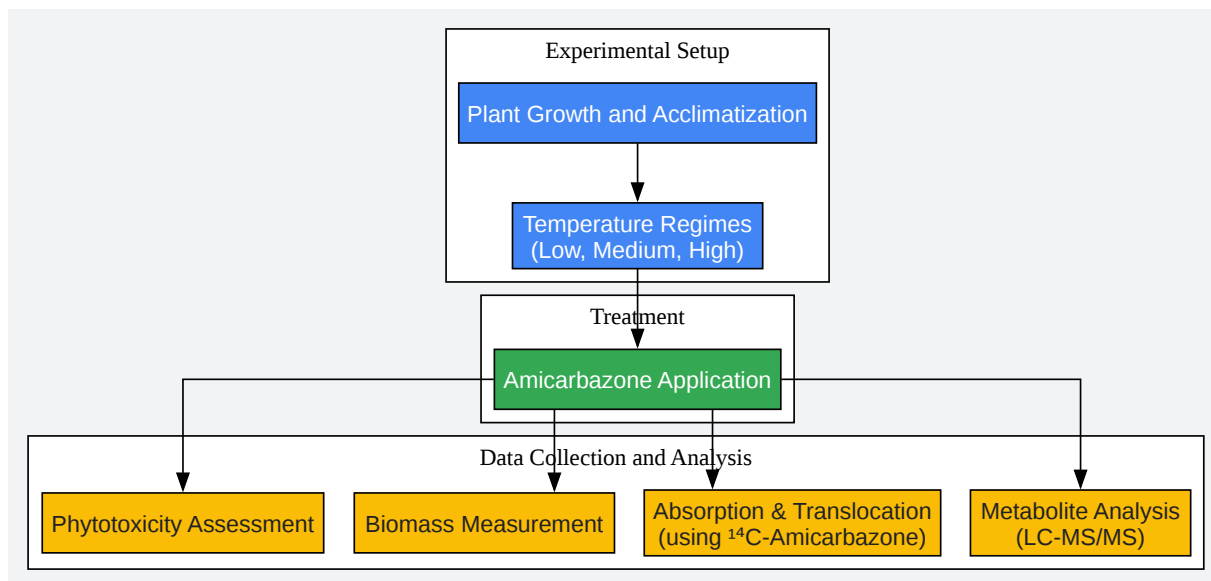 Experimental Setup
Plant Growth and Acclimatization
Temperature Regimes
(Low, Medium, High)
Treatment
Amicarbazone Application
Data Collection and Analysis
Phytotoxicity Assessment
Biomass Measurement
Absorption & Translocation
(using ¹⁴C-Amicarbazone)
Metabolite Analysis
(LC-MS/MS)